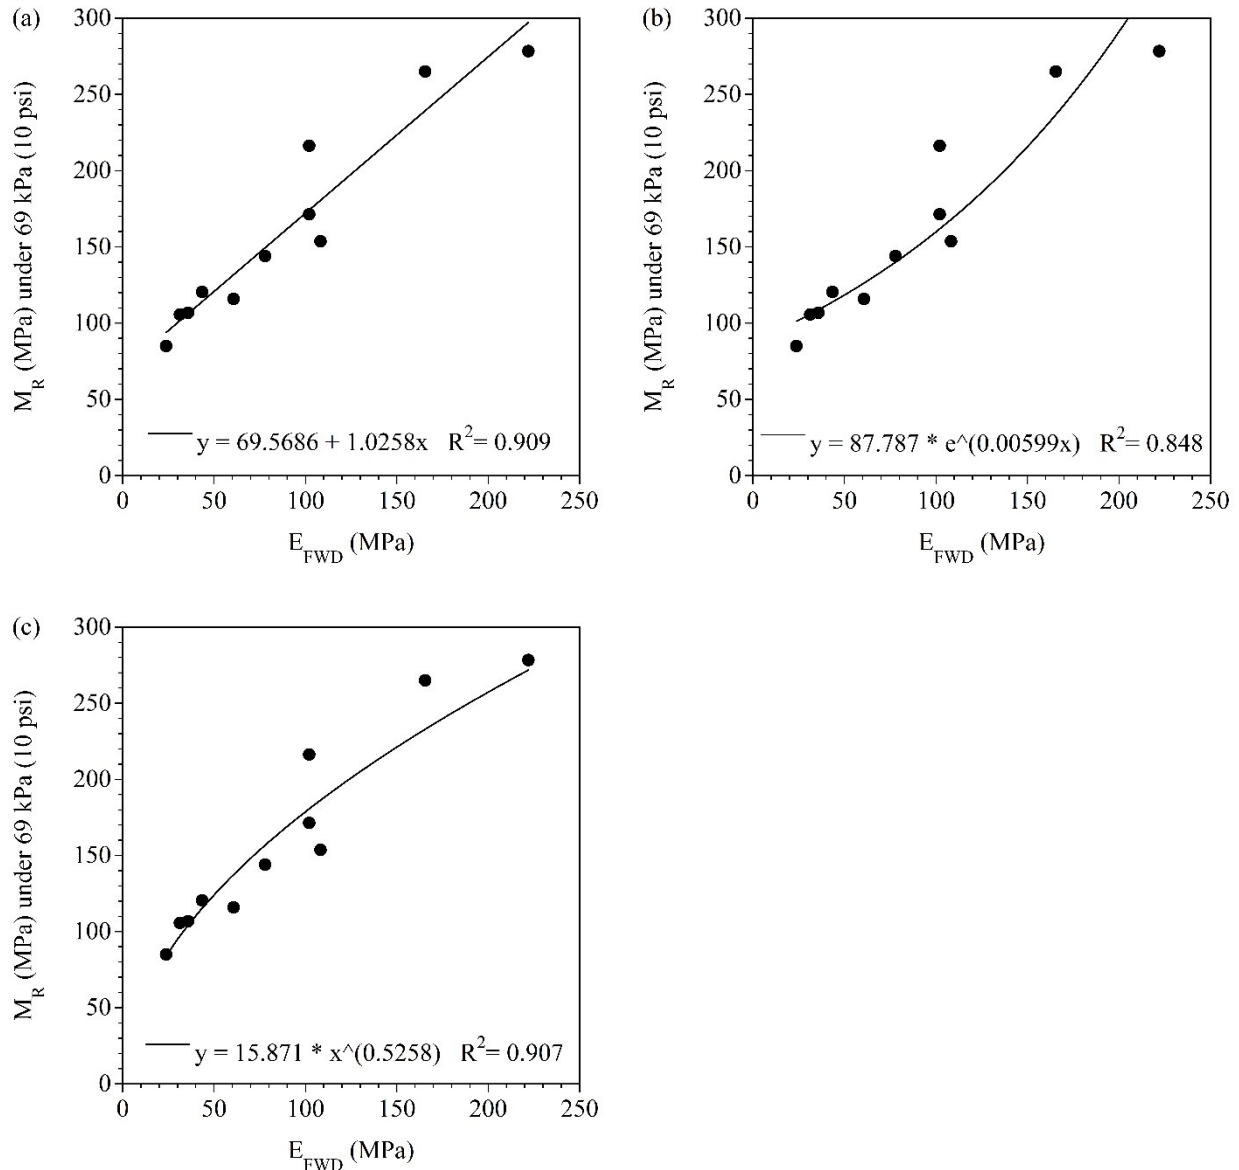 (a)
300
250
200
150
100
50
0
M_R (MPa) under 69 kPa (10 psi)
y = 69.5686 + 1.0258x R²= 0.909
0 50 100 150 200 250
E_FWD (MPa)
(b)
300
250
200
150
100
50
0
M_R (MPa) under 69 kPa (10 psi)
y = 87.787 * e^(0.00599x) R²= 0.848
0 50 100 150 200 250
E_FWD (MPa)
(c)
300
250
200
150
100
50
0
M_R (MPa) under 69 kPa (10 psi)
y = 15.871 * x^(0.5258) R²= 0.907
0 50 100 150 200 250
E_FWD (MPa)